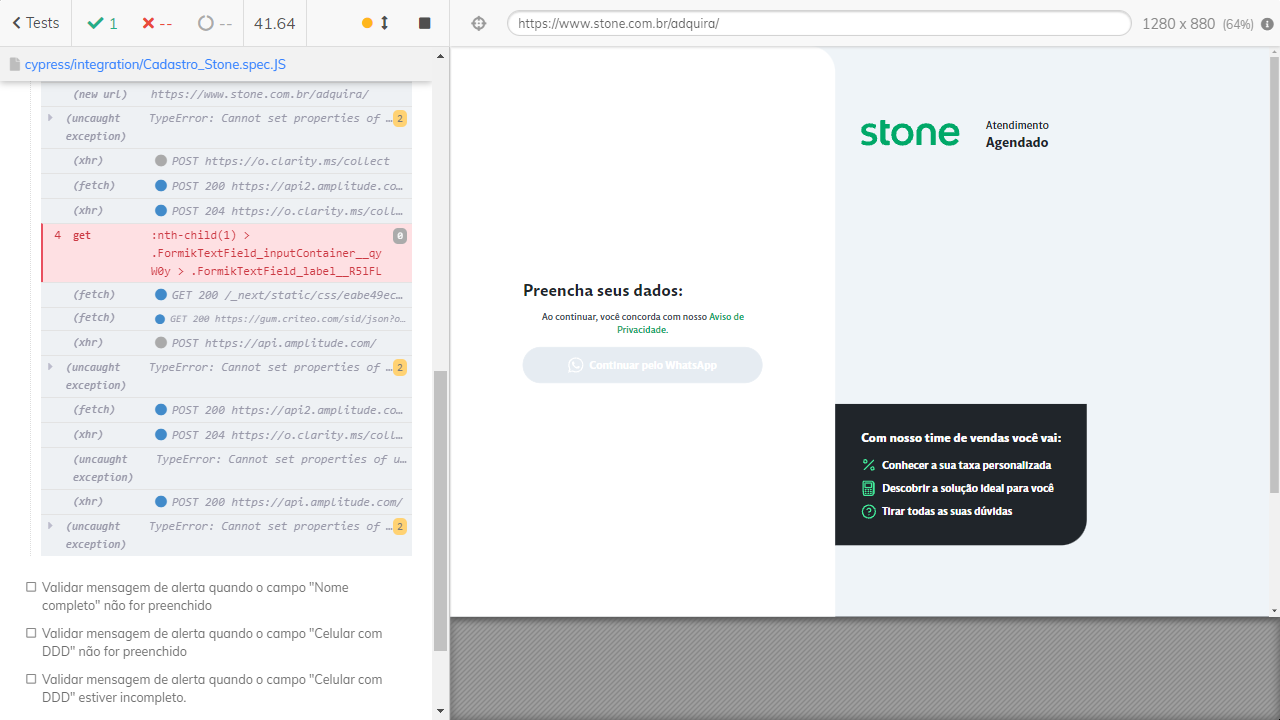 Tests
1
--
--
41.64
https://www.stone.com.br/adquira/
1280 x 880 (64%)
cypress/integration/Cadastro_Stone.spec.JS
(new url) https://www.stone.com.br/adquira/
(uncaught exception) TypeError: Cannot set properties of … 2
(xhr) POST https://o.clarity.ms/collect
(fetch) POST 200 https://api2.amplitude.co…
(xhr) POST 204 https://o.clarity.ms/coll…
4 get :nth-child(1) > 0
.FormikTextField_inputContainer__qy
W0y > .FormikTextField_label__R5lFL
(fetch) GET 200 /_next/static/css/eabe49ec…
(fetch) GET 200 https://gum.criteo.com/sid/json?o…
(xhr) POST https://api.amplitude.com/
(uncaught exception) TypeError: Cannot set properties of … 2
(fetch) POST 200 https://api2.amplitude.co…
(xhr) POST 204 https://o.clarity.ms/coll…
(uncaught exception) TypeError: Cannot set properties of u…
(xhr) POST 200 https://api.amplitude.com/
(uncaught exception) TypeError: Cannot set properties of … 2
Validar mensagem de alerta quando o campo "Nome
completo" não for preenchido
Validar mensagem de alerta quando o campo "Celular com
DDD" não for preenchido
Validar mensagem de alerta quando o campo "Celular com
DDD" estiver incompleto.
Preencha seus dados:
Ao continuar, você concorda com nosso Aviso de
Privacidade.
Continuar pelo WhatsApp
stone
Atendimento
Agendado
Com nosso time de vendas você vai:
Conhecer a sua taxa personalizada
Descobrir a solução ideal para você
Tirar todas as suas dúvidas